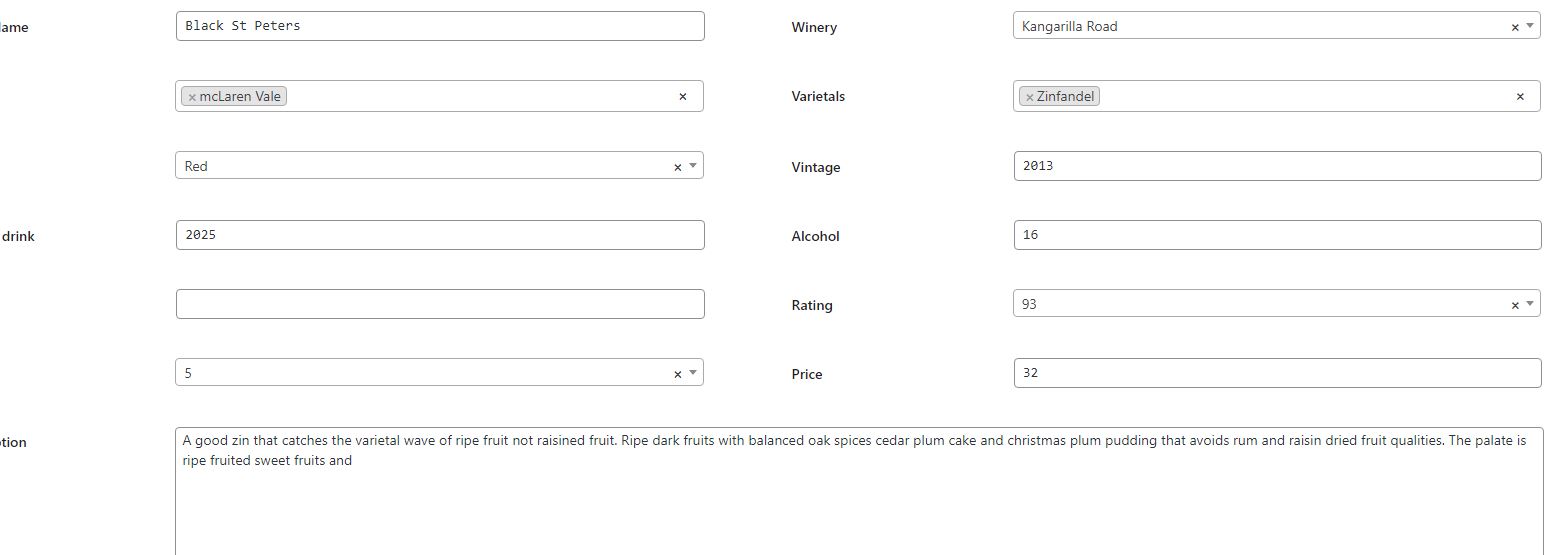 ame Black St Peters Winery Kangarilla Road × 
× mcLaren Vale × Varietals × Zinfandel ×
Red × Vintage 2013
drink 2025 Alcohol 16
Rating 93 ×
5 × Price 32
tion A good zin that catches the varietal wave of ripe fruit not raisined fruit. Ripe dark fruits with balanced oak spices cedar plum cake and christmas plum pudding that avoids rum and raisin dried fruit qualities. The palate is
ripe fruited sweet fruits and